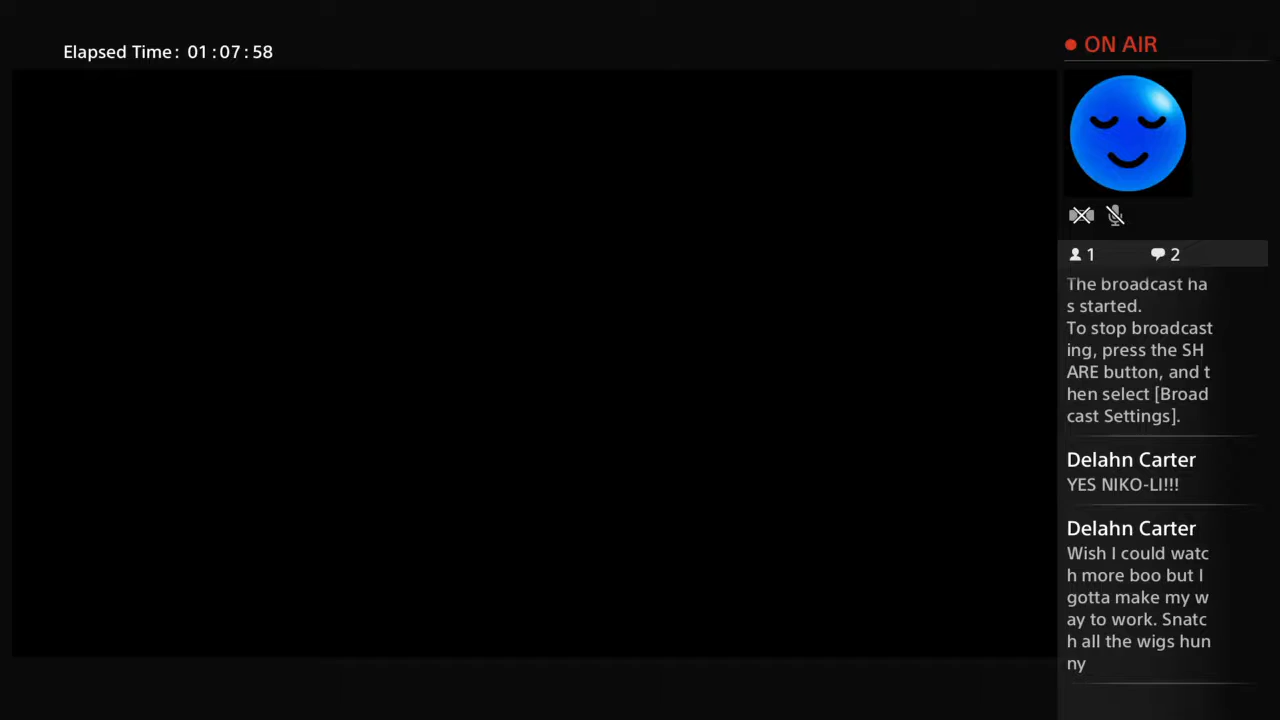 Elapsed Time: 01:07:58
ON AIR
1 2
The broadcast ha
s started.
To stop broadcast
ing, press the SH
ARE button, and t
hen select [Broad
cast Settings].
Delahn Carter
YES NIKO-LI!!!
Delahn Carter
Wish I could watc
h more boo but I
gotta make my w
ay to work. Snatc
h all the wigs hun
ny